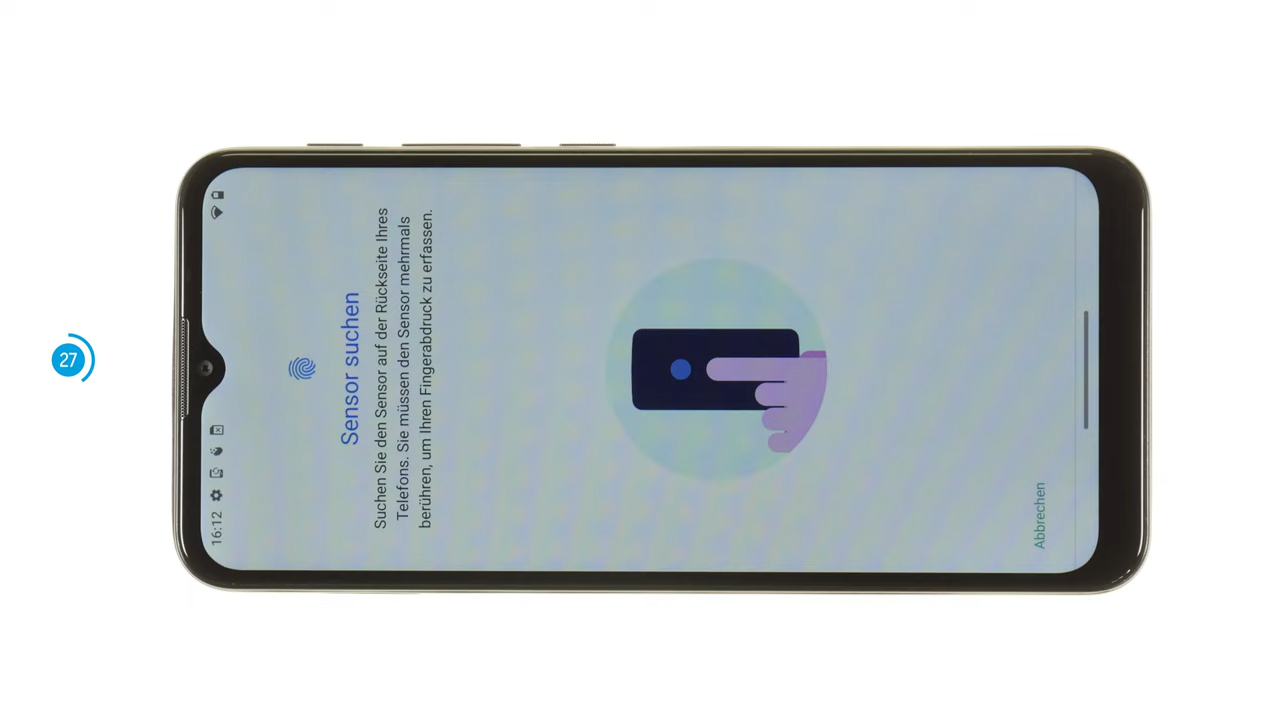 27
16:12
Sensor suchen
Suchen Sie den Sensor auf der Rückseite Ihres
Telefons. Sie müssen den Sensor mehrmals
berühren, um Ihren Fingerabdruck zu erfassen.
Abbrechen